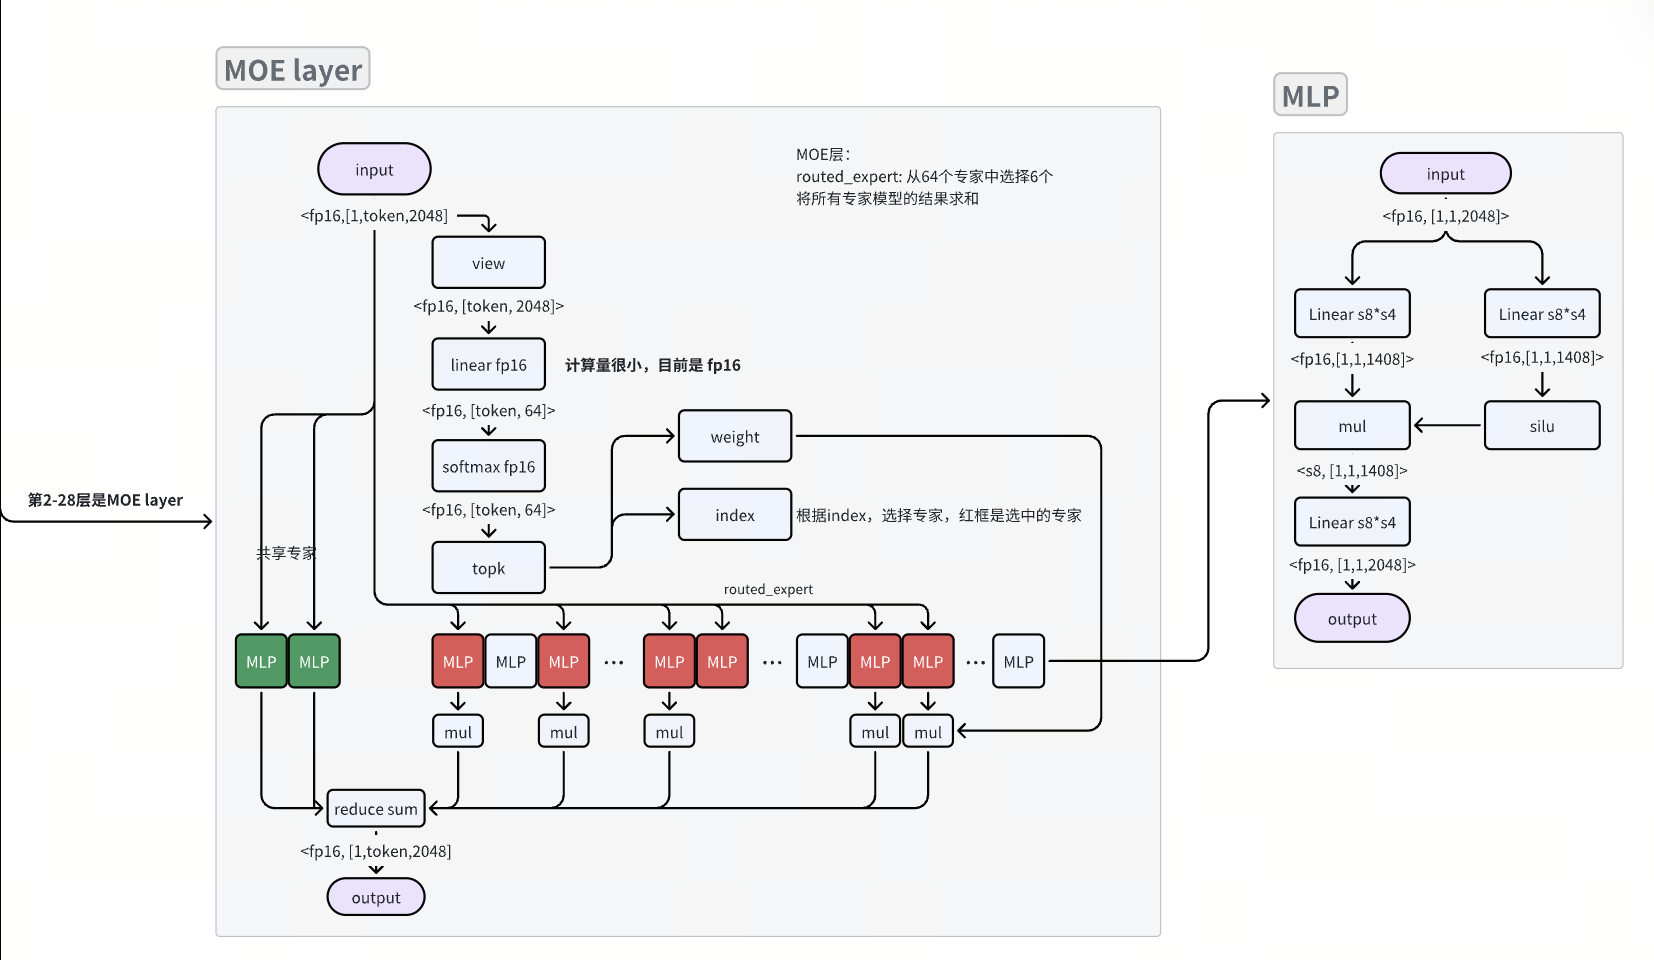 MOE layer
input
<fp16,[1,token,2048]
view
<fp16, [token, 2048]>
linear fp16
计算量很小，目前是 fp16
<fp16, [token, 64]>
softmax fp16
<fp16, [token, 64]>
topk
MOE层：
routed_expert: 从64个专家中选择6个
将所有专家模型的结果求和
weight
index
根据index，选择专家，红框是选中的专家
第2-28层是MOE layer
共享专家
routed_expert
MLP MLP MLP MLP MLP ... MLP MLP ... MLP MLP MLP ... MLP
mul mul mul mul mul
reduce sum
<fp16, [1,token,2048]
output
MLP
input
<fp16, [1,1,2048]>
Linear s8*s4 Linear s8*s4
<fp16,[1,1,1408]> <fp16,[1,1,1408]>
mul silu
<s8, [1,1,1408]>
Linear s8*s4
<fp16, [1,1,2048]>
output